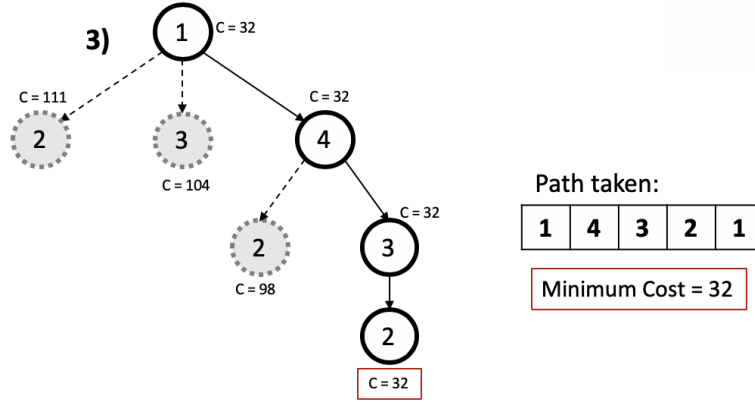 3)
1
C = 32
C = 111
C = 32
2
3
4
C = 104
C = 32
2
3
C = 98
2
C = 32
Path taken:
1 4 3 2 1
Minimum Cost = 32